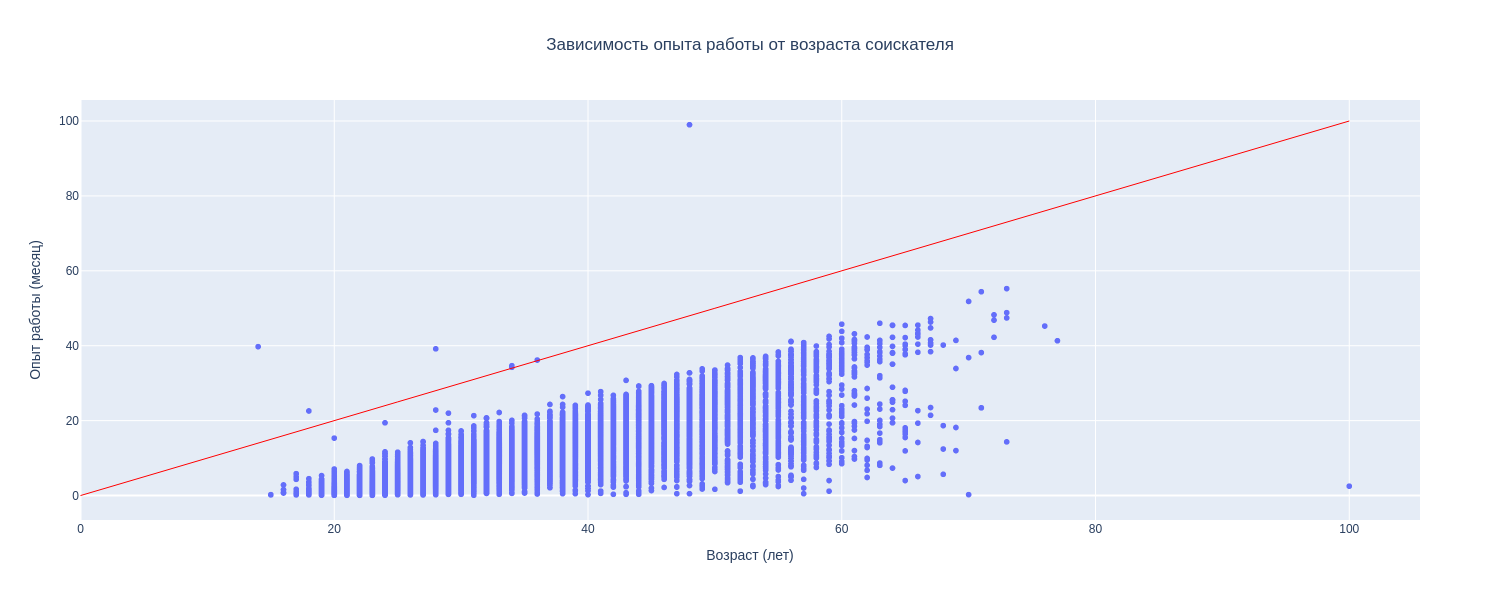 Зависимость опыта работы от возраста соискателя
Опыт работы (месяц)
100
80
60
40
20
0
0 20 40 60 80 100
Возраст (лет)